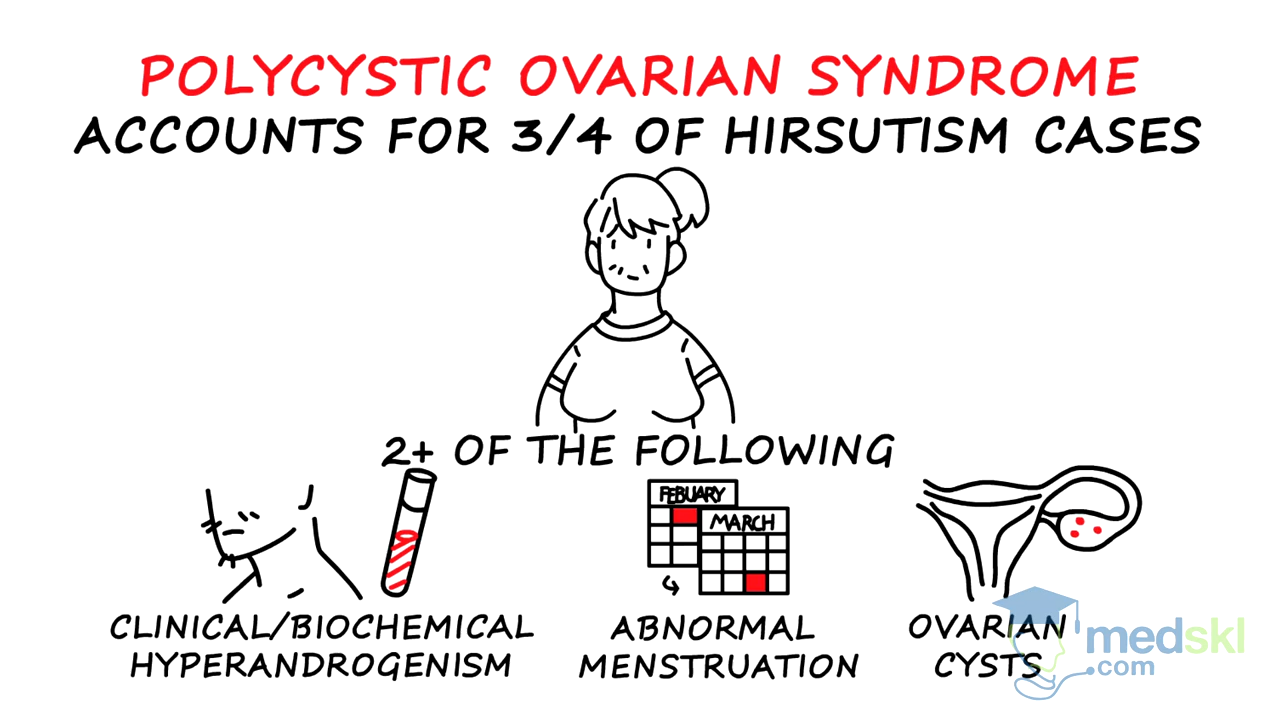 POLYCYSTIC OVARIAN SYNDROME
ACCOUNTS FOR 3/4 OF HIRSUTISM CASES
2+ OF THE FOLLOWING
FEBUARY
MARCH
CLINICAL/BIOCHEMICAL
HYPERANDROGENISM
ABNORMAL
MENSTRUATION
OVARIAN
CYSTS
medskl
.com